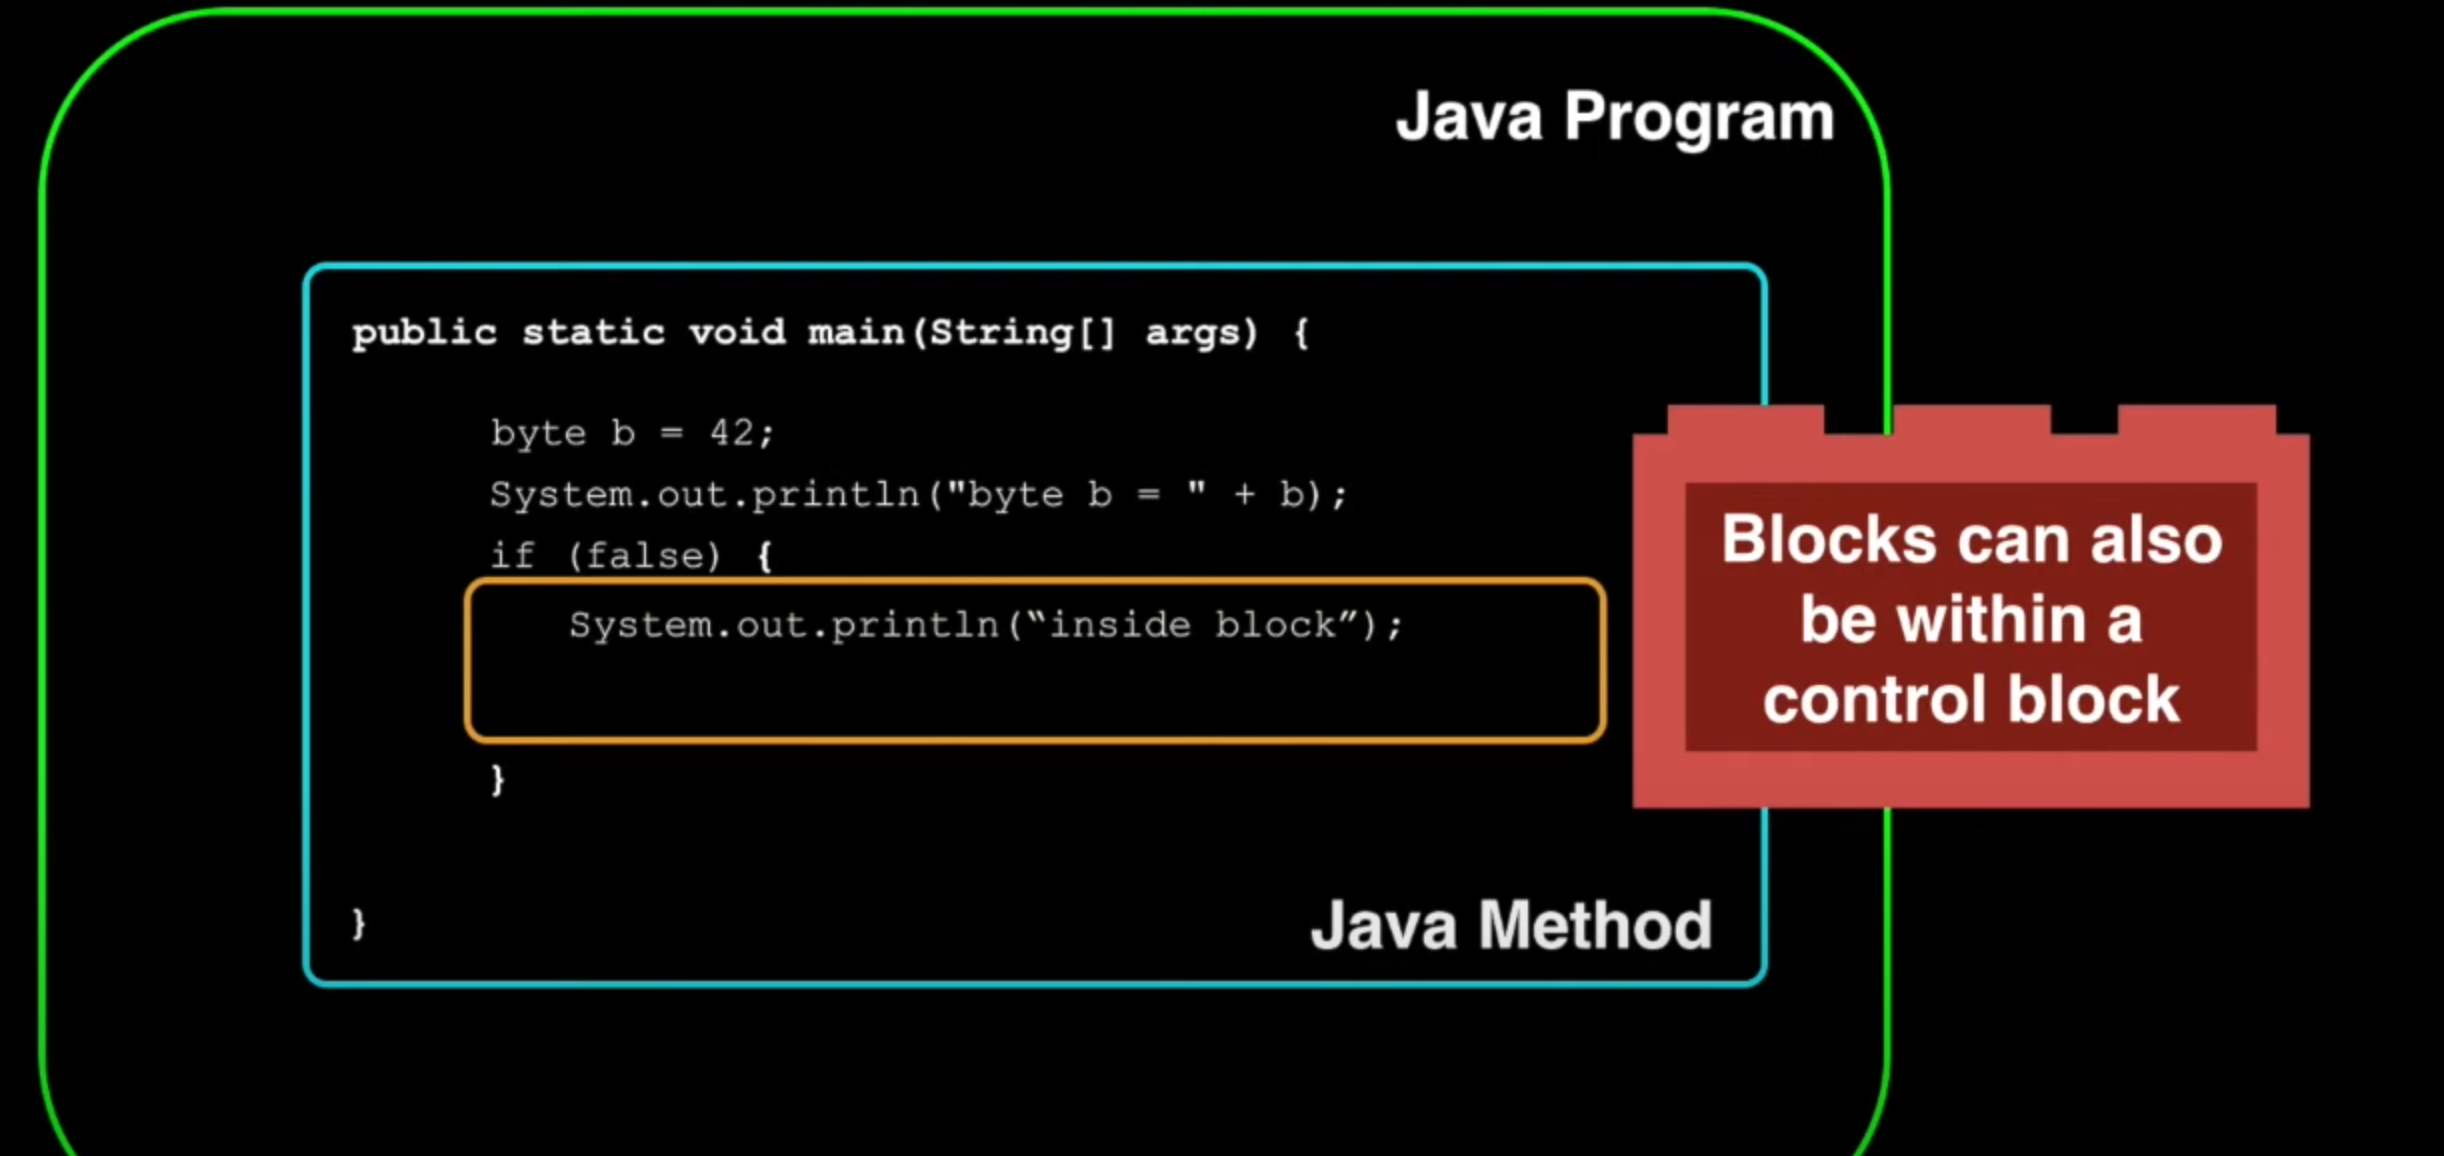 Java Program
public static void main(String[] args) {
byte b = 42;
System.out.println("byte b = " + b);
if (false) {
System.out.println(“inside block”);
}
}
Java Method
Blocks can also
be within a
control block